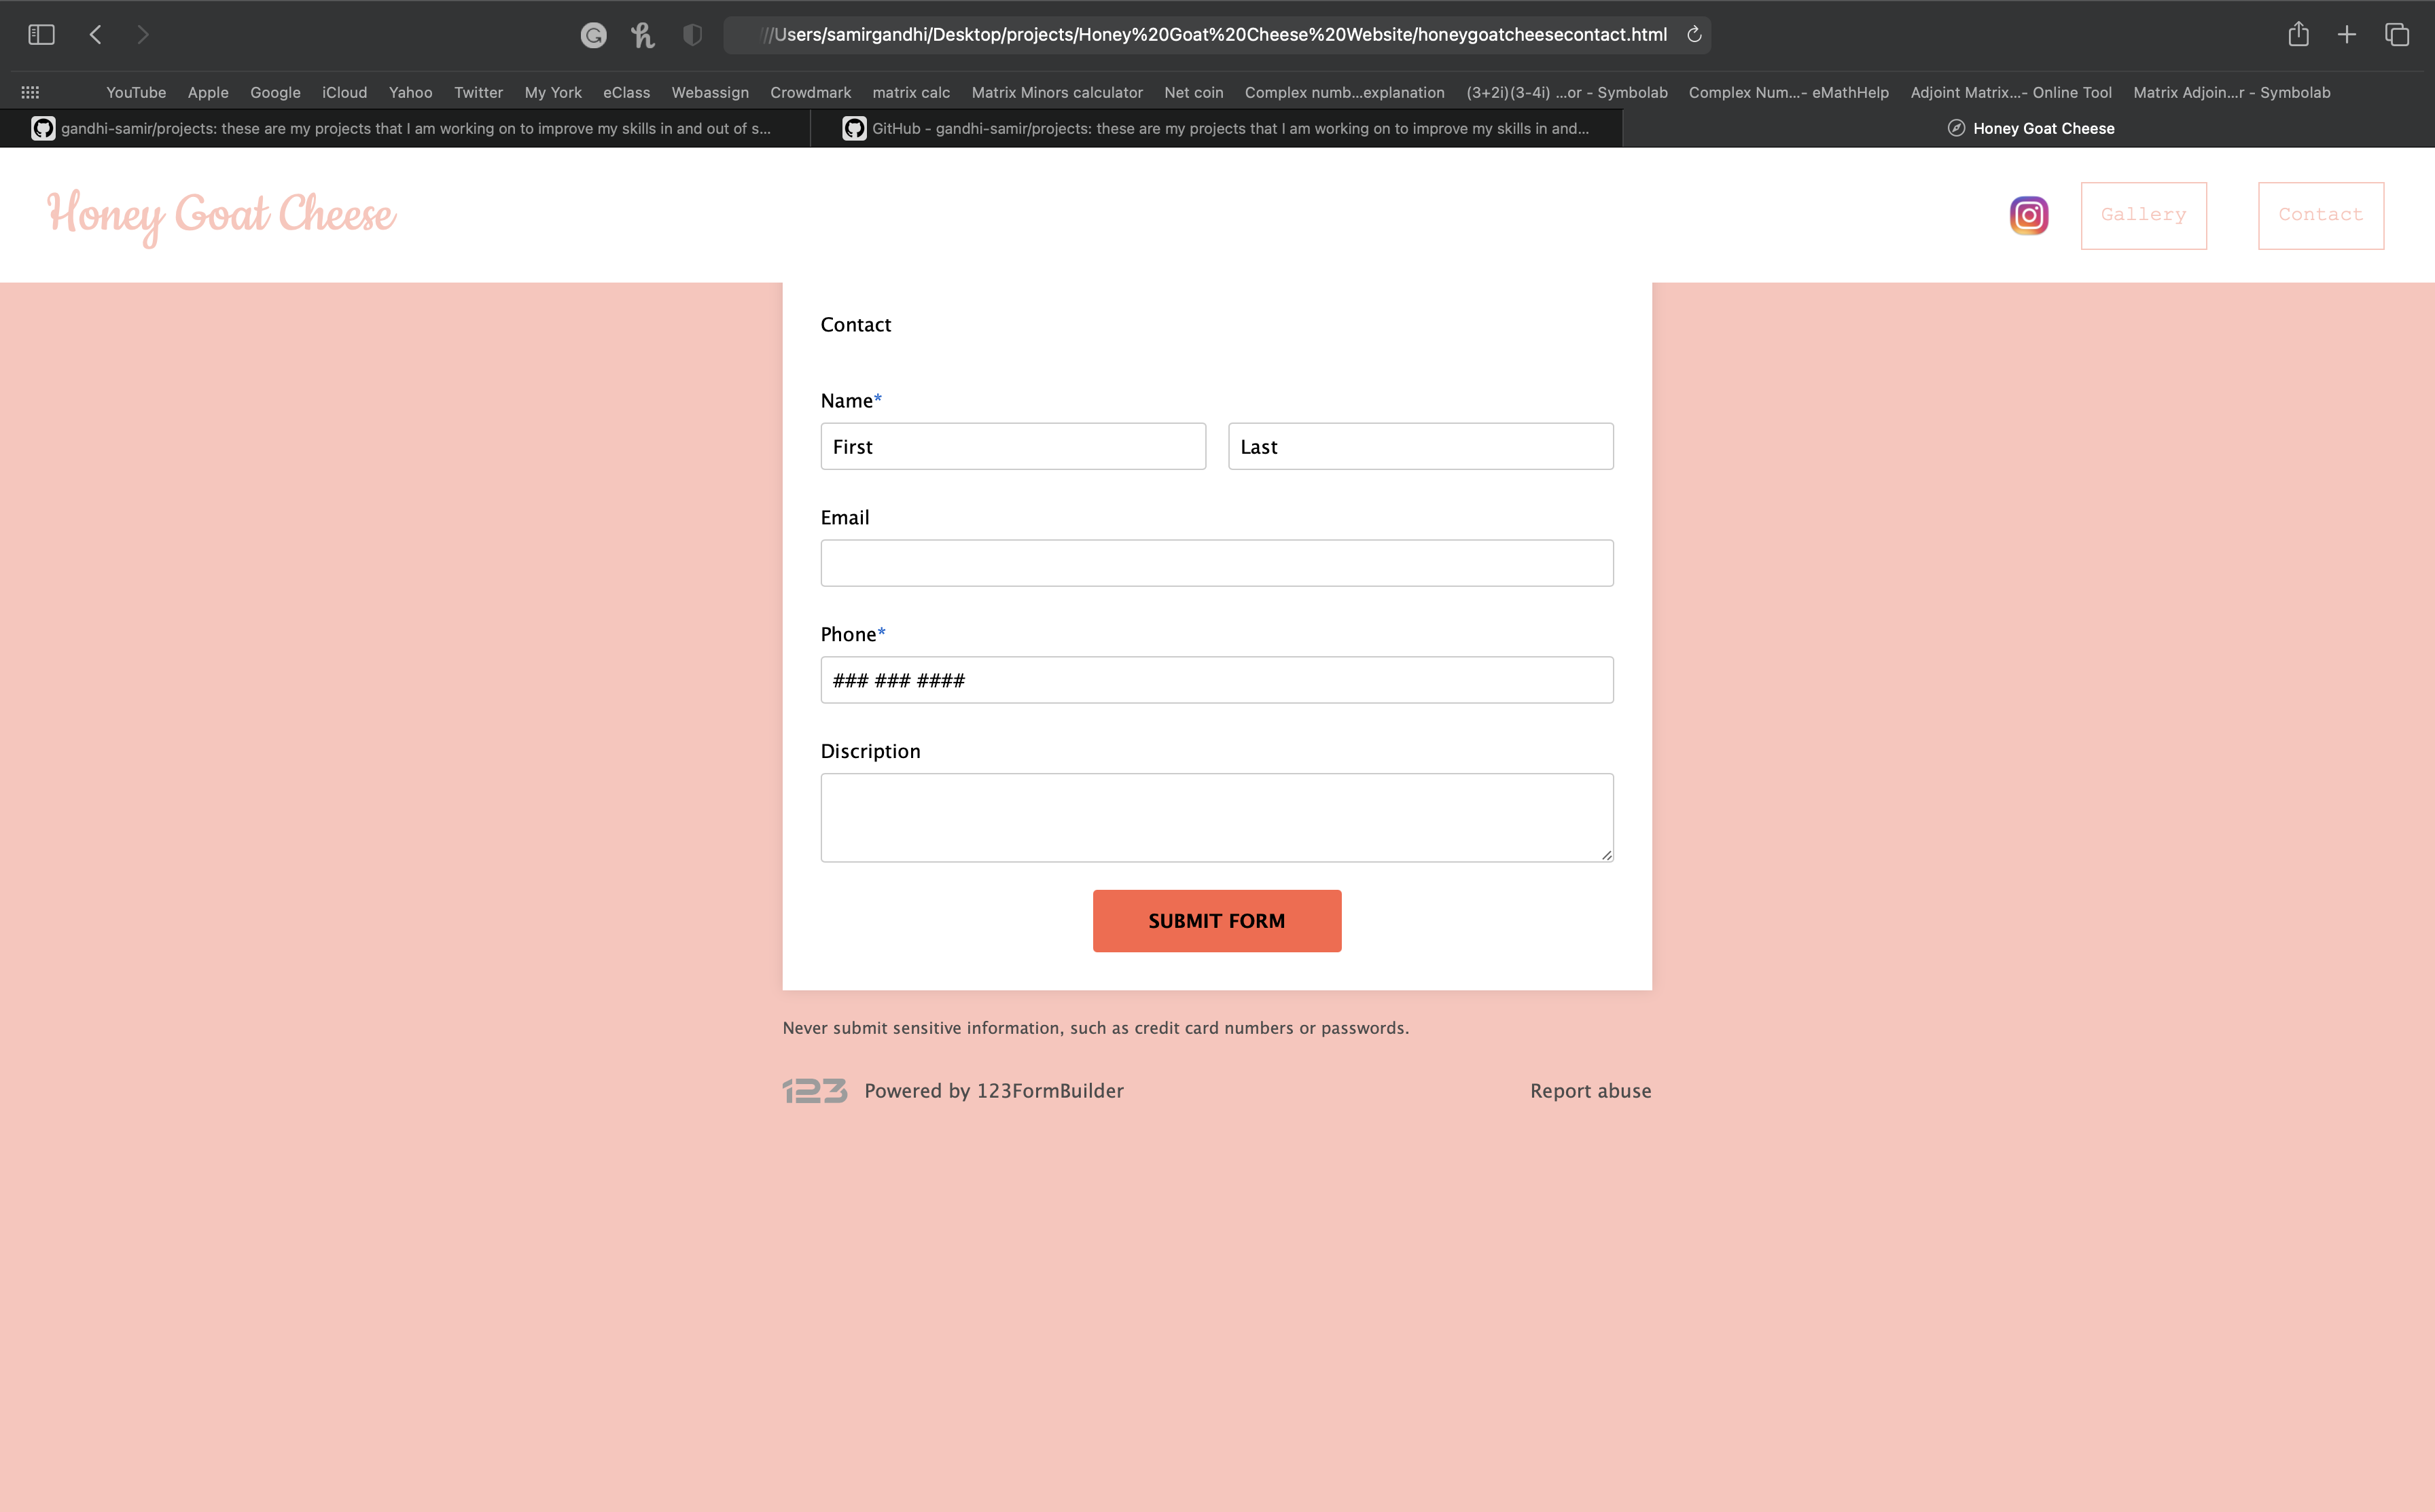 ///Users/samirgandhi/Desktop/projects/Honey%20Goat%20Cheese%20Website/honeygoatcheesecontact.html
YouTube Apple Google iCloud Yahoo Twitter My York eClass Webassign Crowdmark matrix calc Matrix Minors calculator Net coin Complex numb...explanation (3+2i)(3-4i) ...or - Symbolab Complex Num...- eMathHelp Adjoint Matrix...- Online Tool Matrix Adjoin...r - Symbolab
gandhi-samir/projects: these are my projects that I am working on to improve my skills in and out of s... GitHub - gandhi-samir/projects: these are my projects that I am working on to improve my skills in and... Honey Goat Cheese
Honey Goat Cheese Gallery Contact
Contact
Name*
First Last
Email
Phone*
### ### ####
Discription
SUBMIT FORM
Never submit sensitive information, such as credit card numbers or passwords.
123 Powered by 123FormBuilder Report abuse